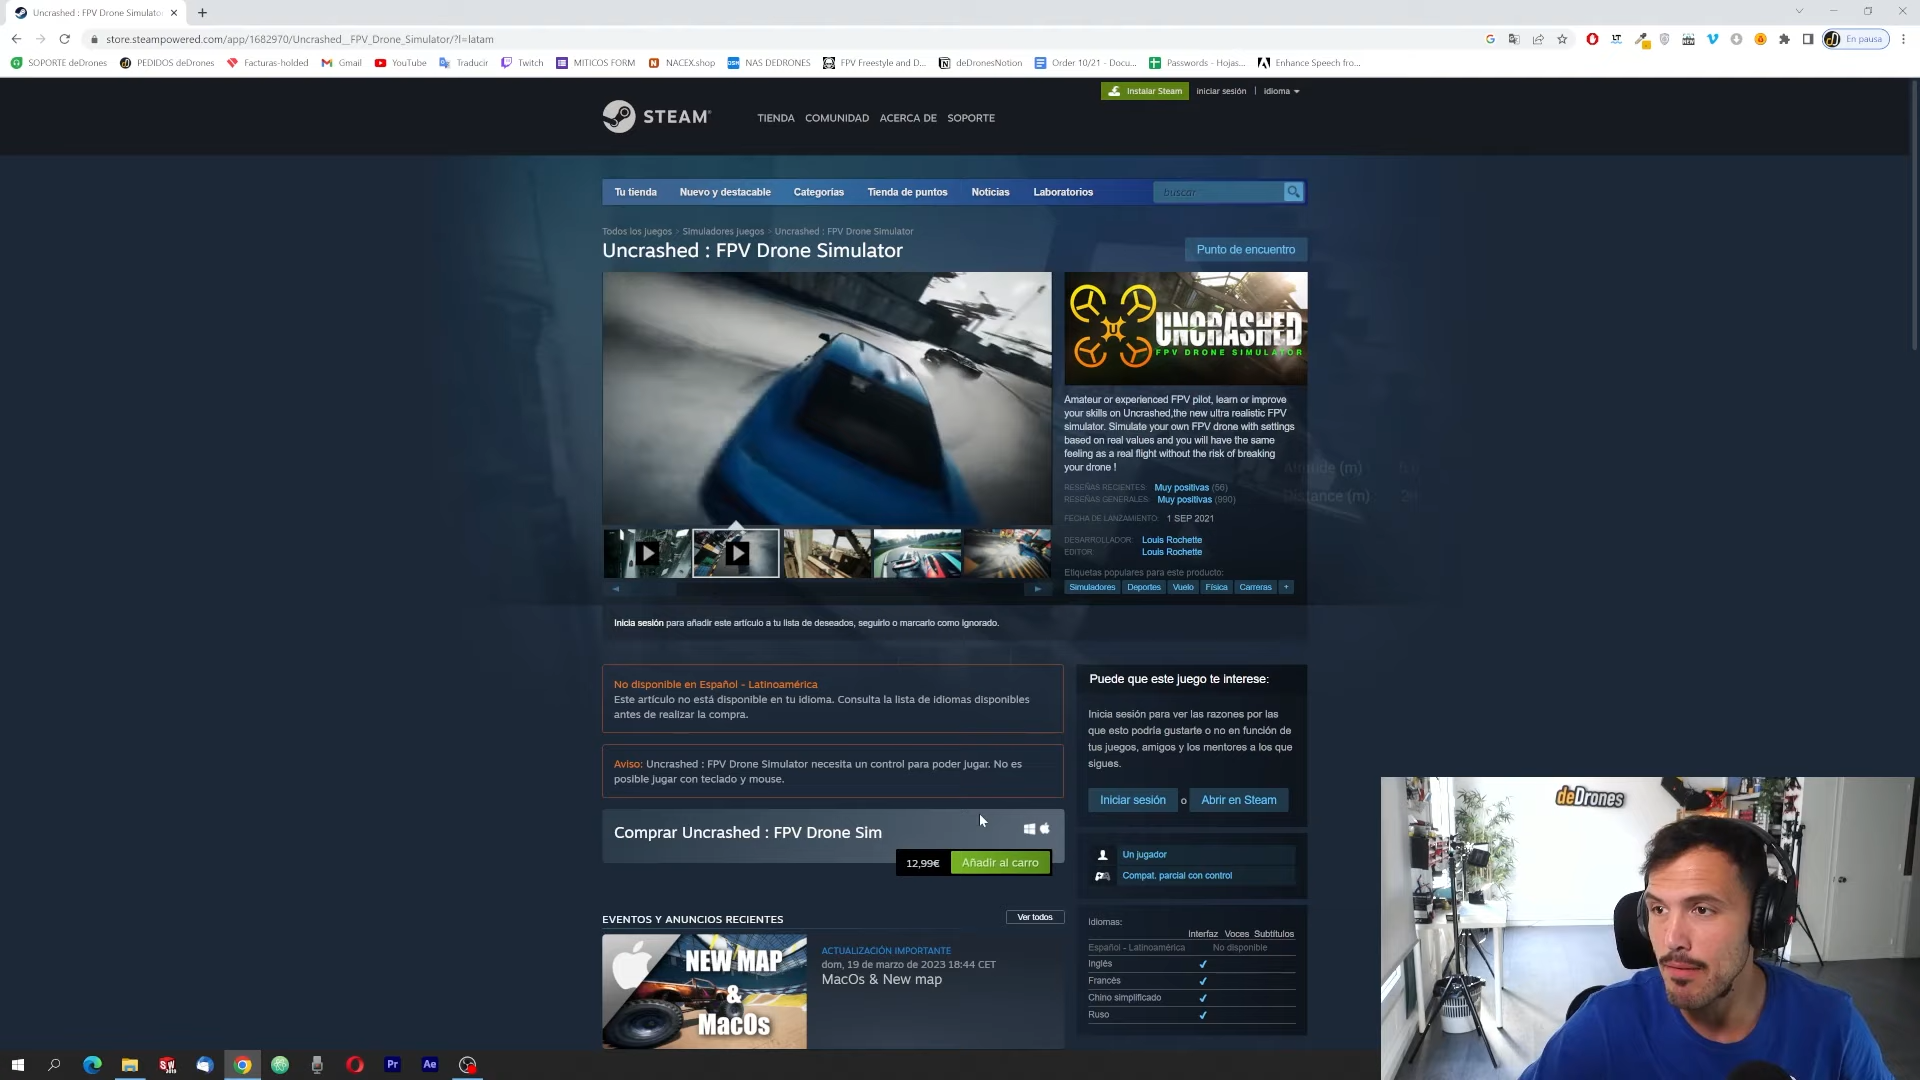 Uncrashed : FPV Drone Simulato
store.steampowered.com/app/1682970/Uncrashed__FPV_Drone_Simulator/?l=latam
En pausa
SOPORTE deDrones
PEDIDOS deDrones
Facturas-holded
Gmail
YouTube
Traducir
Twitch
MITICOS FORM
NACEX.shop
NAS DEDRONES
FPV Freestyle and D...
deDronesNotion
Order 10/21 - Docu...
Passwords - Hojas...
Enhance Speech fro...
Instalar Steam
iniciar sesión
idioma
STEAM
TIENDA
COMUNIDAD
ACERCA DE
SOPORTE
Tu tienda
Nuevo y destacable
Categorías
Tienda de puntos
Noticias
Laboratorios
buscar
Todos los juegos > Simuladores juegos > Uncrashed : FPV Drone Simulator
Uncrashed : FPV Drone Simulator
Punto de encuentro
UNCRASHED
FPV DRONE SIMULATOR
Amateur or experienced FPV pilot, learn or improve
your skills on Uncrashed,the new ultra realistic FPV
simulator. Simulate your own FPV drone with settings
based on real values and you will have the same
feeling as a real flight without the risk of breaking
your drone !
Altitude (m)
Distance (m)
RESEÑAS RECIENTES: Muy positivas (56)
RESEÑAS GENERALES: Muy positivas (990)
FECHA DE LANZAMIENTO: 1 SEP 2021
DESARROLLADOR: Louis Rochette
EDITOR: Louis Rochette
Etiquetas populares para este producto:
Simuladores
Deportes
Vuelo
Física
Carreras
+
Inicia sesión para añadir este artículo a tu lista de deseados, seguirlo o marcarlo como ignorado.
No disponible en Español - Latinoamérica
Este artículo no está disponible en tu idioma. Consulta la lista de idiomas disponibles
antes de realizar la compra.
Aviso: Uncrashed : FPV Drone Simulator necesita un control para poder jugar. No es
posible jugar con teclado y mouse.
Comprar Uncrashed : FPV Drone Sim
12,99€
Añadir al carro
EVENTOS Y ANUNCIOS RECIENTES
Ver todos
NEW MAP
&
MacOs
ACTUALIZACIÓN IMPORTANTE
dom, 19 de marzo de 2023 18:44 CET
MacOs & New map
Puede que este juego te interese:
Inicia sesión para ver las razones por las
que esto podría gustarte o no en función de
tus juegos, amigos y los mentores a los que
sigues.
Iniciar sesión
o
Abrir en Steam
Un jugador
Compat. parcial con control
Idiomas:
Interfaz Voces Subtítulos
Español - Latinoamérica No disponible
Inglés
Francés
Chino simplificado
Ruso
deDrones
Pr
Ae